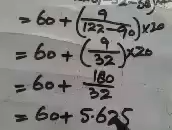 = 60 + (9/122-90)×20
= 60 + (9/32)×20
= 60 + 180/32
= 60 + 5.625